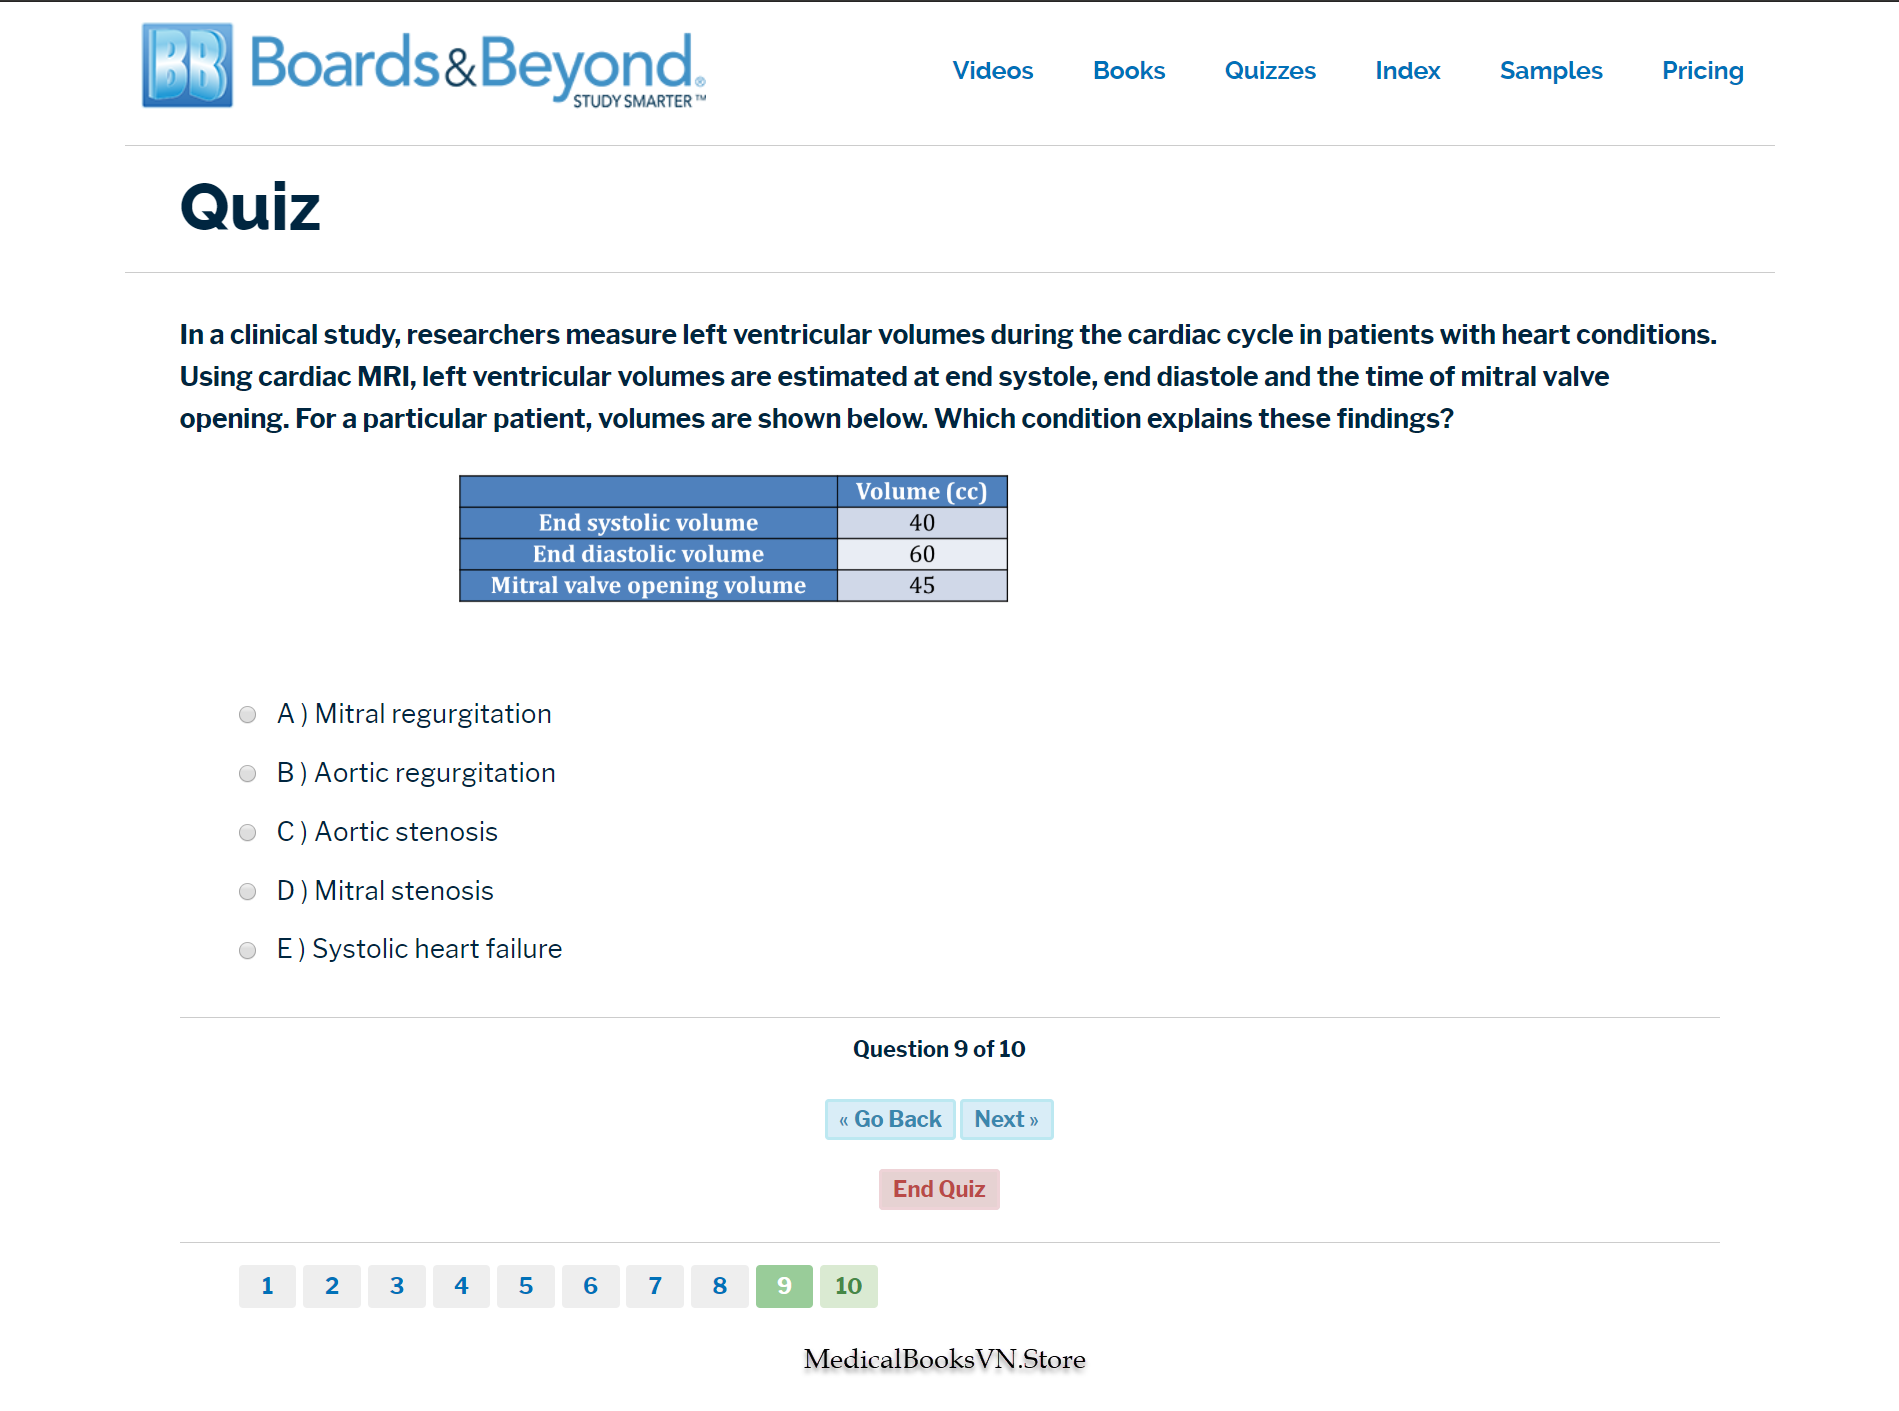 BB Boards&Beyond®
STUDY SMARTER™
Videos Books Quizzes Index Samples Pricing
Quiz
In a clinical study, researchers measure left ventricular volumes during the cardiac cycle in patients with heart conditions.
Using cardiac MRI, left ventricular volumes are estimated at end systole, end diastole and the time of mitral valve
opening. For a particular patient, volumes are shown below. Which condition explains these findings?
Volume (cc)
End systolic volume 40
End diastolic volume 60
Mitral valve opening volume 45
A ) Mitral regurgitation
B ) Aortic regurgitation
C ) Aortic stenosis
D ) Mitral stenosis
E ) Systolic heart failure
Question 9 of 10
« Go Back Next »
End Quiz
1 2 3 4 5 6 7 8 9 10
MedicalBooksVN.Store